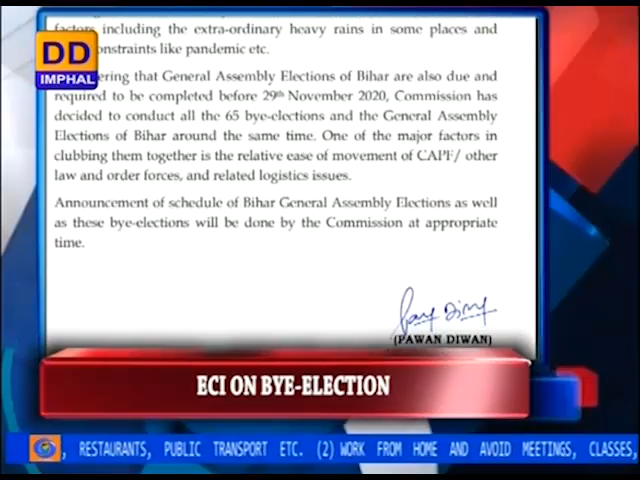 factors including the extra-ordinary heavy rains in some places and
constraints like pandemic etc.
DD
IMPHAL
ering that General Assembly Elections of Bihar are also due and
required to be completed before 29th November 2020, Commission has
decided to conduct all the 65 bye-elections and the General Assembly
Elections of Bihar around the same time. One of the major factors in
clubbing them together is the relative ease of movement of CAPF/ other
law and order forces, and related logistics issues.
Announcement of schedule of Bihar General Assembly Elections as well
as these bye-elections will be done by the Commission at appropriate
time.
(PAWAN DIWAN)
ECI ON BYE-ELECTION
, RESTAURANTS, PUBLIC TRANSPORT ETC. (2) WORK FROM HOME AND AVOID MEETINGS, CLASSES,